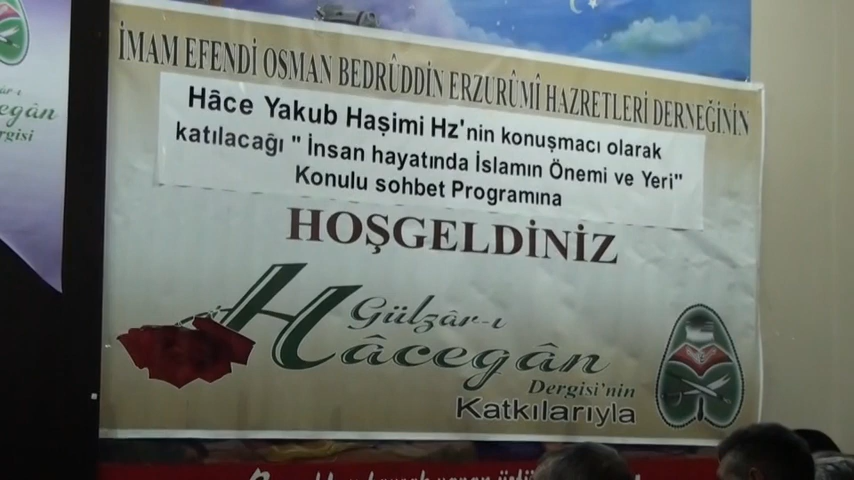 İMAM EFENDİ OSMAN BEDRÛDDİN ERZURÛMÎ HAZRETLERİ DERNEĞİNİN
Hâce Yakub Haşimi Hz'nin konuşmacı olarak
katılacağı " İnsan hayatında İslamın Önemi ve Yeri"
Konulu sohbet Programına
HOŞGELDİNİZ
Gülzâr-ı
Hâcegân
Dergisi'nin
Katkılarıyla